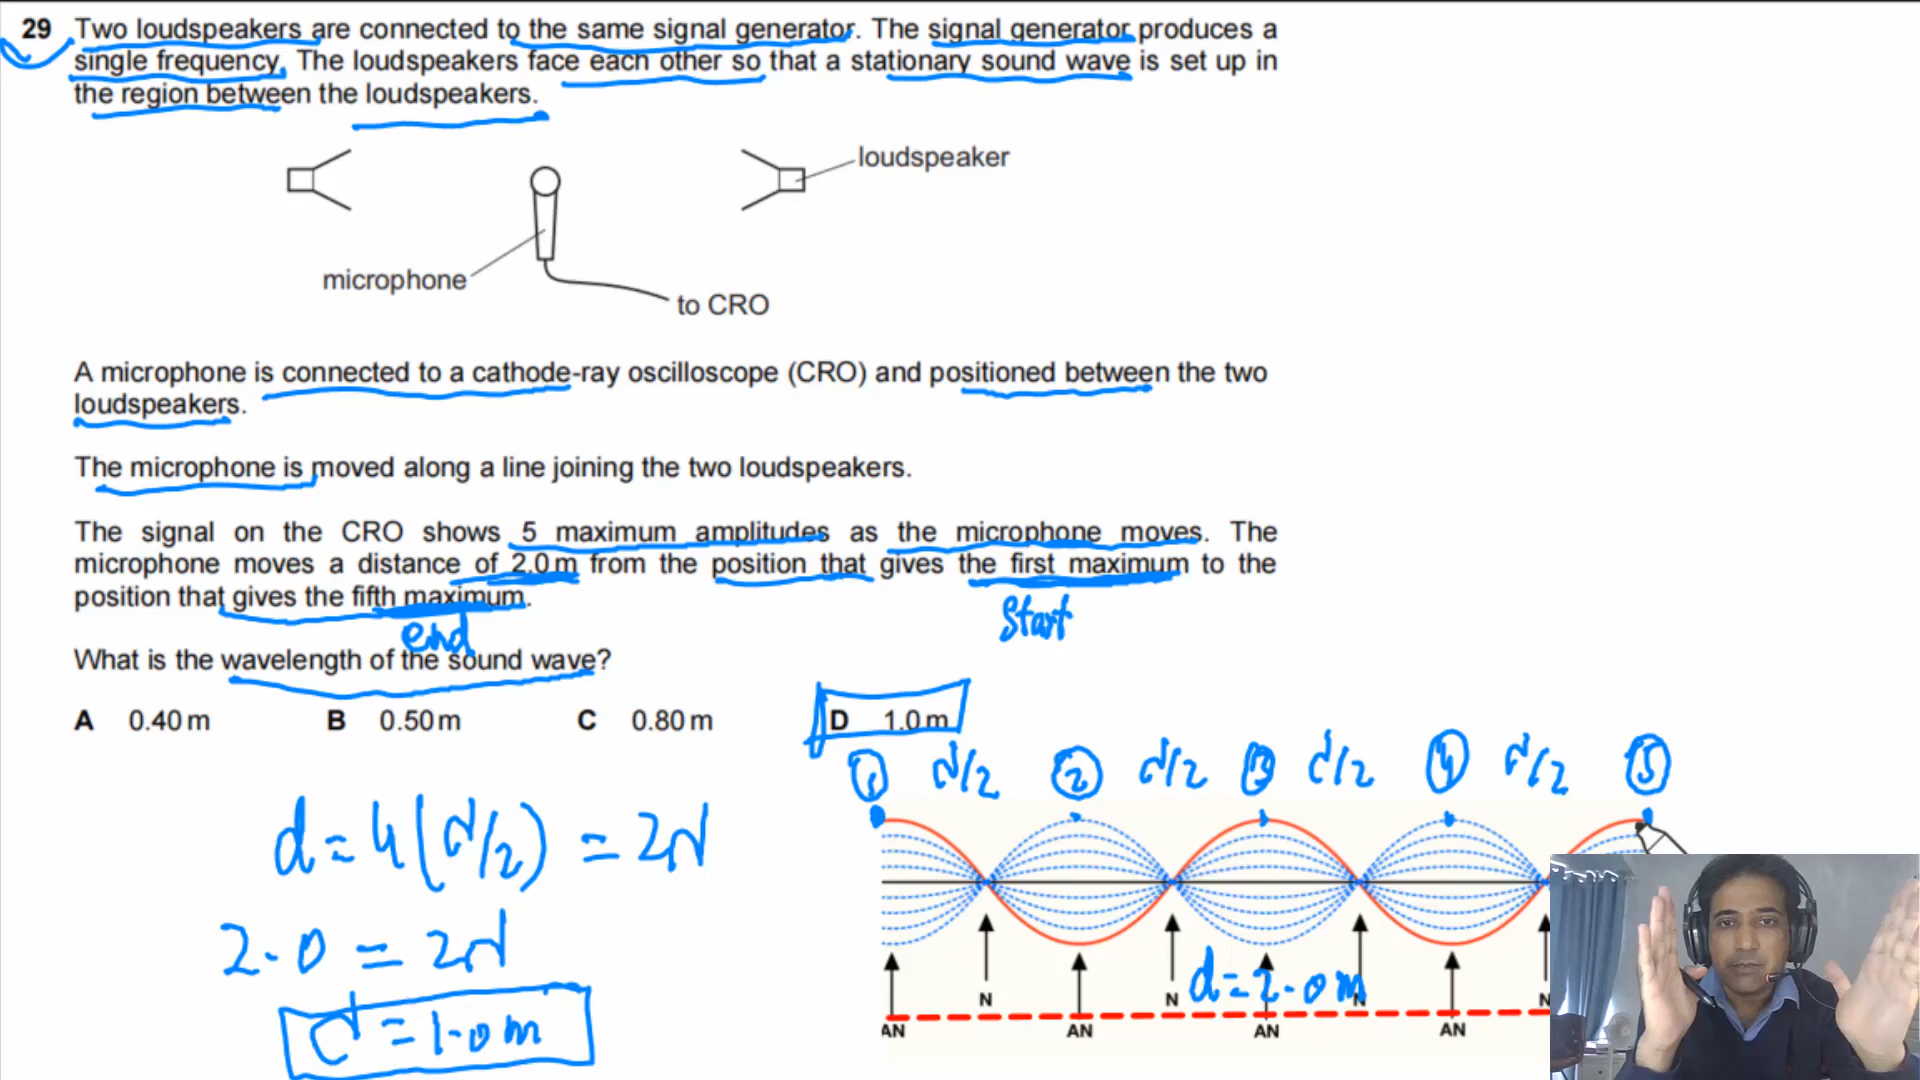 29 Two loudspeakers are connected to the same signal generator. The signal generator produces a
single frequency. The loudspeakers face each other so that a stationary sound wave is set up in
the region between the loudspeakers.
loudspeaker
microphone
to CRO
A microphone is connected to a cathode-ray oscilloscope (CRO) and positioned between the two
loudspeakers.
The microphone is moved along a line joining the two loudspeakers.
The signal on the CRO shows 5 maximum amplitudes as the microphone moves. The
microphone moves a distance of 2.0 m from the position that gives the first maximum to the
position that gives the fifth maximum.
Start
end
What is the wavelength of the sound wave?
A 0.40 m B 0.50 m C 0.80 m D 1.0 m
1 λ/2 2 λ/2 3 λ/2 4 λ/2 5
d = 4(λ/2) = 2λ
2.0 = 2λ
λ = 1.0 m
d = 2.0 m
N N N N
AN AN AN AN